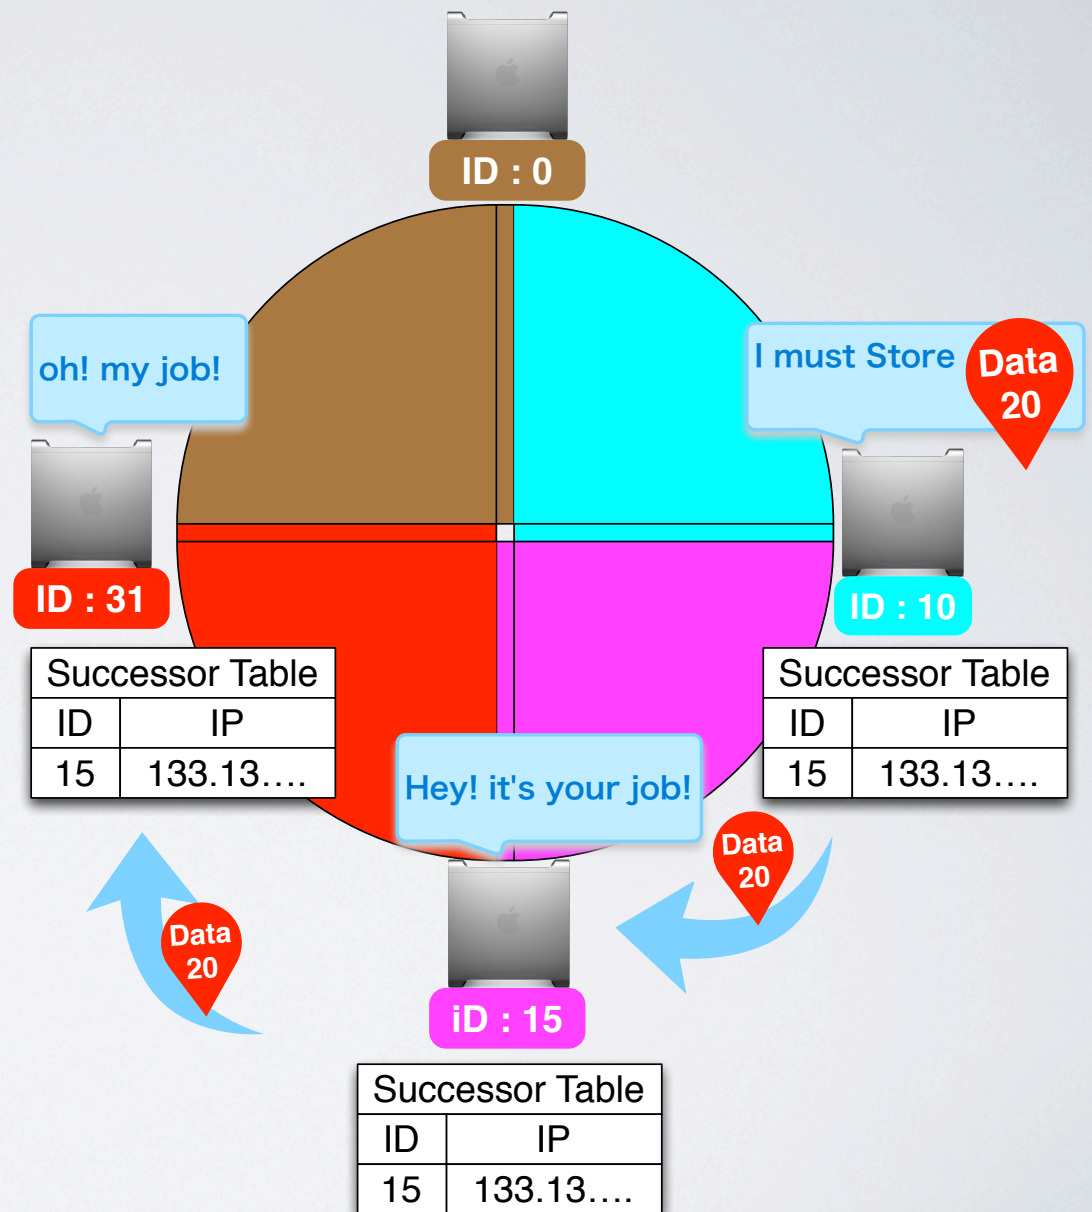 ID : 0
oh! my job!
I must Store
Data
20
ID : 31
ID : 10
Successor Table
ID IP
15 133.13….
Successor Table
ID IP
15 133.13….
Hey! it's your job!
Data
20
Data
20
iD : 15
Successor Table
ID IP
15 133.13….